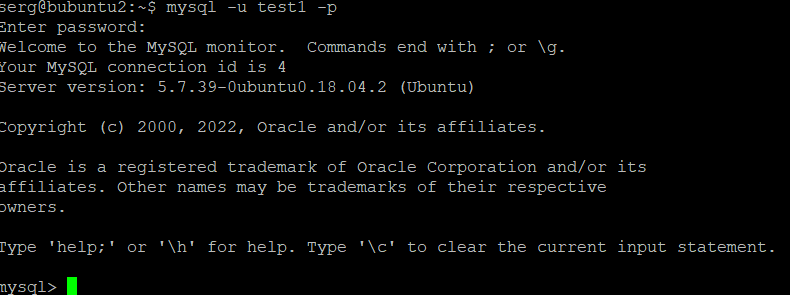 serg@bubuntu2:~$ mysql -u test1 -p
Enter password:
Welcome to the MySQL monitor.  Commands end with ; or \g.
Your MySQL connection id is 4
Server version: 5.7.39-0ubuntu0.18.04.2 (Ubuntu)
Copyright (c) 2000, 2022, Oracle and/or its affiliates.
Oracle is a registered trademark of Oracle Corporation and/or its
affiliates. Other names may be trademarks of their respective
owners.
Type 'help;' or '\h' for help. Type '\c' to clear the current input statement.
mysql>